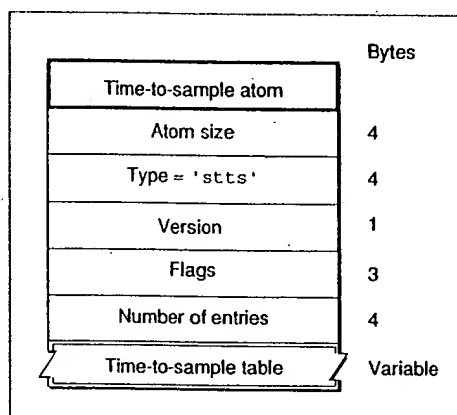 Bytes
Time-to-sample atom
Atom size 4
Type = 'stts' 4
Version 1
Flags 3
Number of entries 4
Time-to-sample table Variable